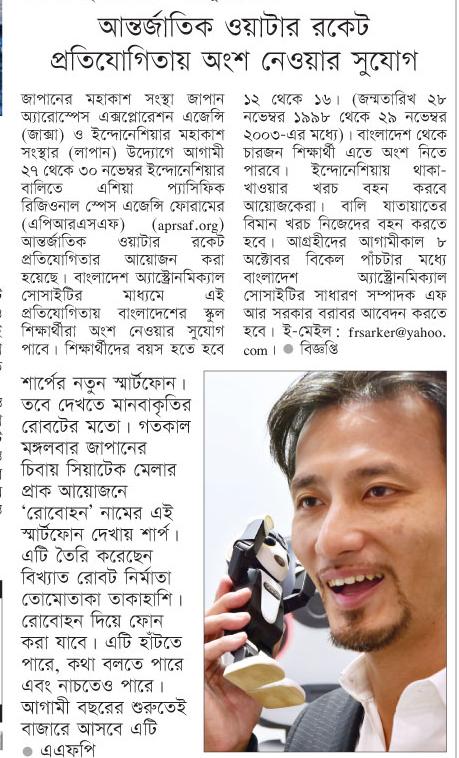 আন্তর্জাতিক ওয়াটার রকেট
প্রতিযোগিতায় অংশ নেওয়ার সুযোগ
জাপানের মহাকাশ সংস্থা জাপান
অ্যারোস্পেস এক্সপ্লোরেশন এজেন্সি
(জাক্সা) ও ইন্দোনেশিয়ার মহাকাশ
সংস্থার (লাপান) উদ্যোগে আগামী
২৭ থেকে ৩০ নভেম্বর ইন্দোনেশিয়ার
বালিতে এশিয়া প্যাসিফিক
রিজিওনাল স্পেস এজেন্সি ফোরামের
(এপিআরএসএফ) (aprsaf.org)
আন্তর্জাতিক ওয়াটার রকেট
প্রতিযোগিতার আয়োজন করা
হয়েছে। বাংলাদেশ অ্যাস্ট্রোনমিক্যাল
সোসাইটির মাধ্যমে এই
প্রতিযোগিতায় বাংলাদেশের স্কুল
শিক্ষার্থীরা অংশ নেওয়ার সুযোগ
পাবে। শিক্ষার্থীদের বয়স হতে হবে
১২ থেকে ১৬। (জন্মতারিখ ২৮
নভেম্বর ১৯৯৮ থেকে ২৯ নভেম্বর
২০০৩-এর মধ্যে)। বাংলাদেশ থেকে
চারজন শিক্ষার্থী এতে অংশ নিতে
পারবে। ইন্দোনেশিয়ায় থাকা-
খাওয়ার খরচ বহন করবে
আয়োজকেরা। বালি যাতায়াতের
বিমান খরচ নিজেদের বহন করতে
হবে। আগ্রহীদের আগামীকাল ৮
অক্টোবর বিকেল পাঁচটার মধ্যে
বাংলাদেশ অ্যাস্ট্রোনমিক্যাল
সোসাইটির সাধারণ সম্পাদক এফ
আর সরকার বরাবর আবেদন করতে
হবে। ই-মেইল : frsarker@yahoo.
com। ● বিজ্ঞপ্তি
শার্পের নতুন স্মার্টফোন।
তবে দেখতে মানবাকৃতির
রোবটের মতো। গতকাল
মঙ্গলবার জাপানের
চিবায় সিয়াটেক মেলার
প্রাক আয়োজনে
‘রোবোহন’ নামের এই
স্মার্টফোন দেখায় শার্প।
এটি তৈরি করেছেন
বিখ্যাত রোবট নির্মাতা
তোমোতাকা তাকাহাশি।
রোবোহন দিয়ে ফোন
করা যাবে। এটি হাঁটতে
পারে, কথা বলতে পারে
এবং নাচতেও পারে।
আগামী বছরের শুরুতেই
বাজারে আসবে এটি
● এএফপি